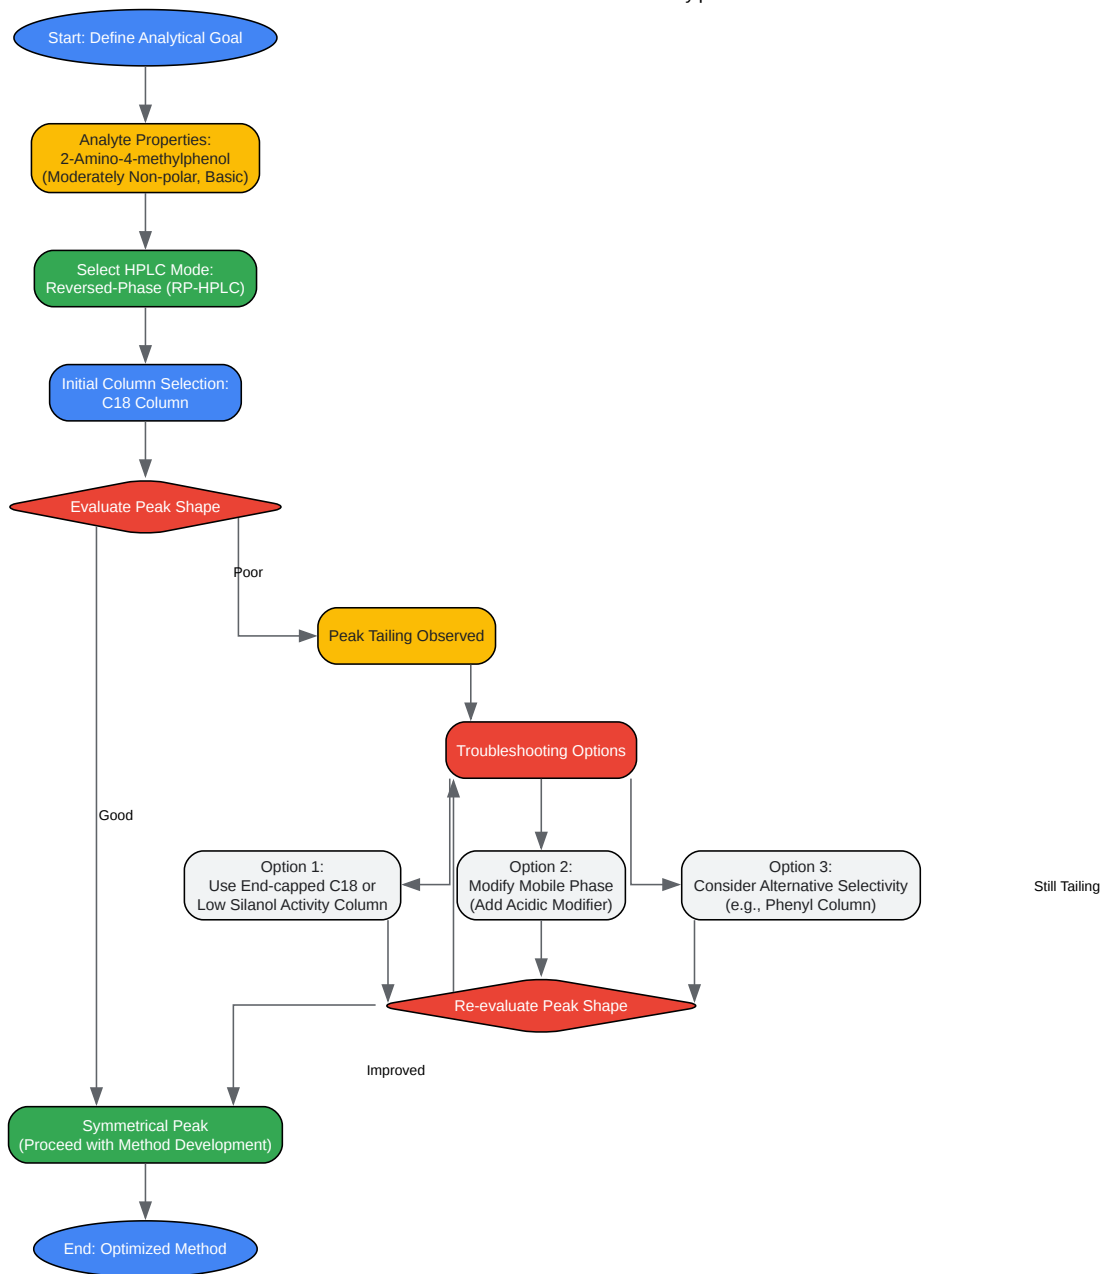 Start: Define Analytical Goal
Analyte Properties:
2-Amino-4-methylphenol
(Moderately Non-polar, Basic)
Select HPLC Mode:
Reversed-Phase (RP-HPLC)
Initial Column Selection:
C18 Column
Evaluate Peak Shape
Poor
Peak Tailing Observed
Troubleshooting Options
Good
Option 1:
Use End-capped C18 or
Low Silanol Activity Column
Option 2:
Modify Mobile Phase
(Add Acidic Modifier)
Option 3:
Consider Alternative Selectivity
(e.g., Phenyl Column)
Still Tailing
Re-evaluate Peak Shape
Improved
Symmetrical Peak
(Proceed with Method Development)
End: Optimized Method